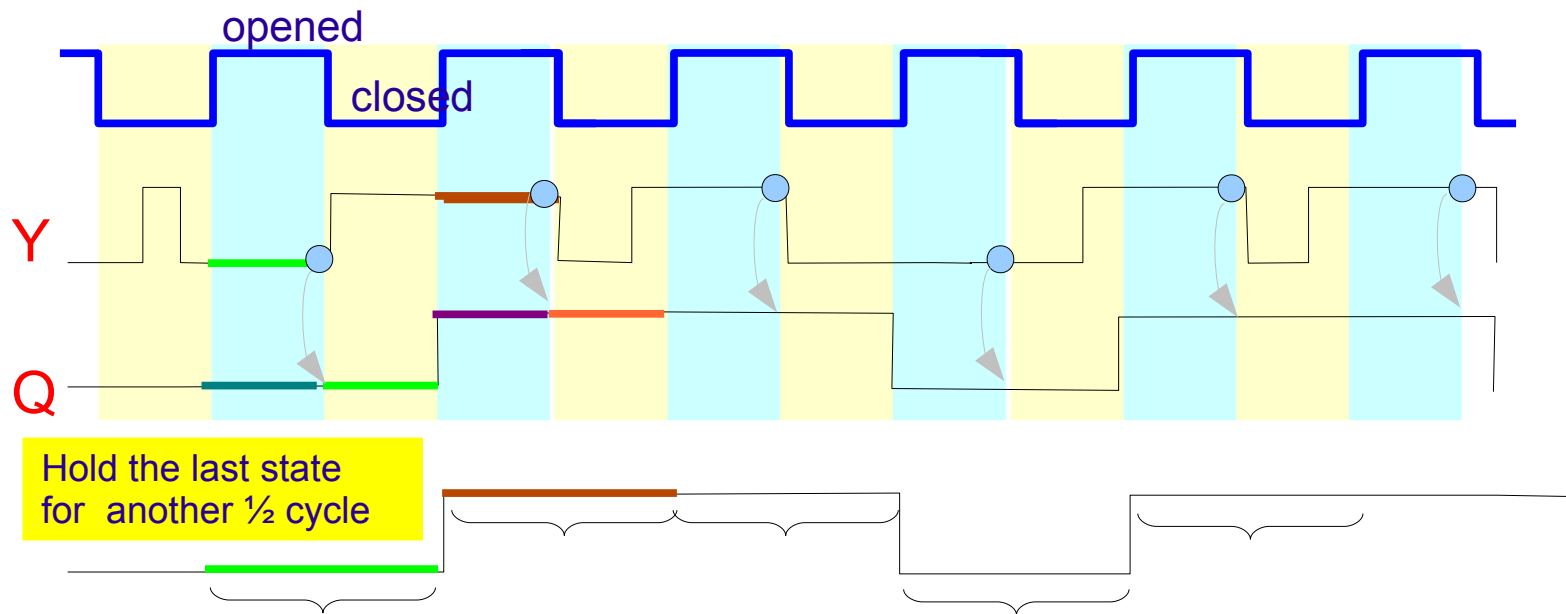 opened
closed
Y
Q
Hold the last state
for another ½ cycle